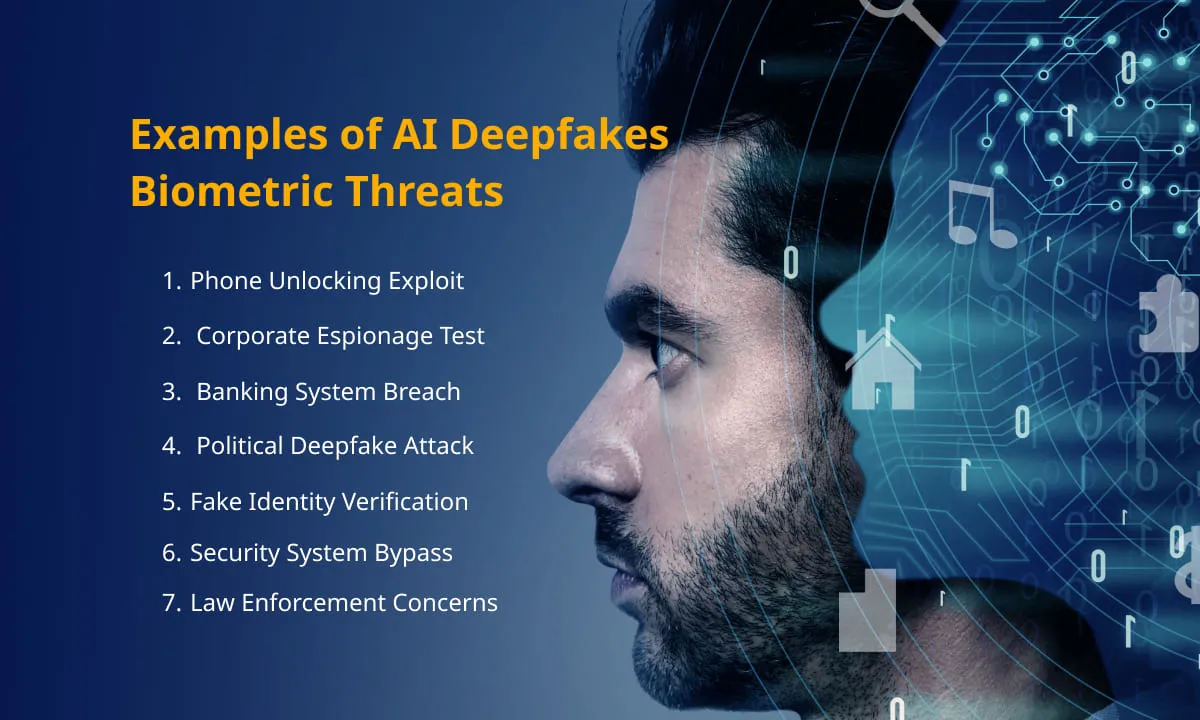 Examples of AI Deepfakes
Biometric Threats
1. Phone Unlocking Exploit
2. Corporate Espionage Test
3. Banking System Breach
4. Political Deepfake Attack
5. Fake Identity Verification
6. Security System Bypass
7. Law Enforcement Concerns